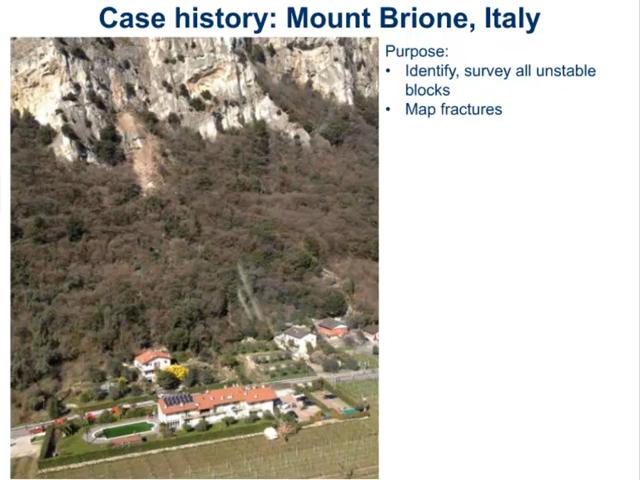 Case history: Mount Brione, Italy
Purpose:
• Identify, survey all unstable
blocks
• Map fractures